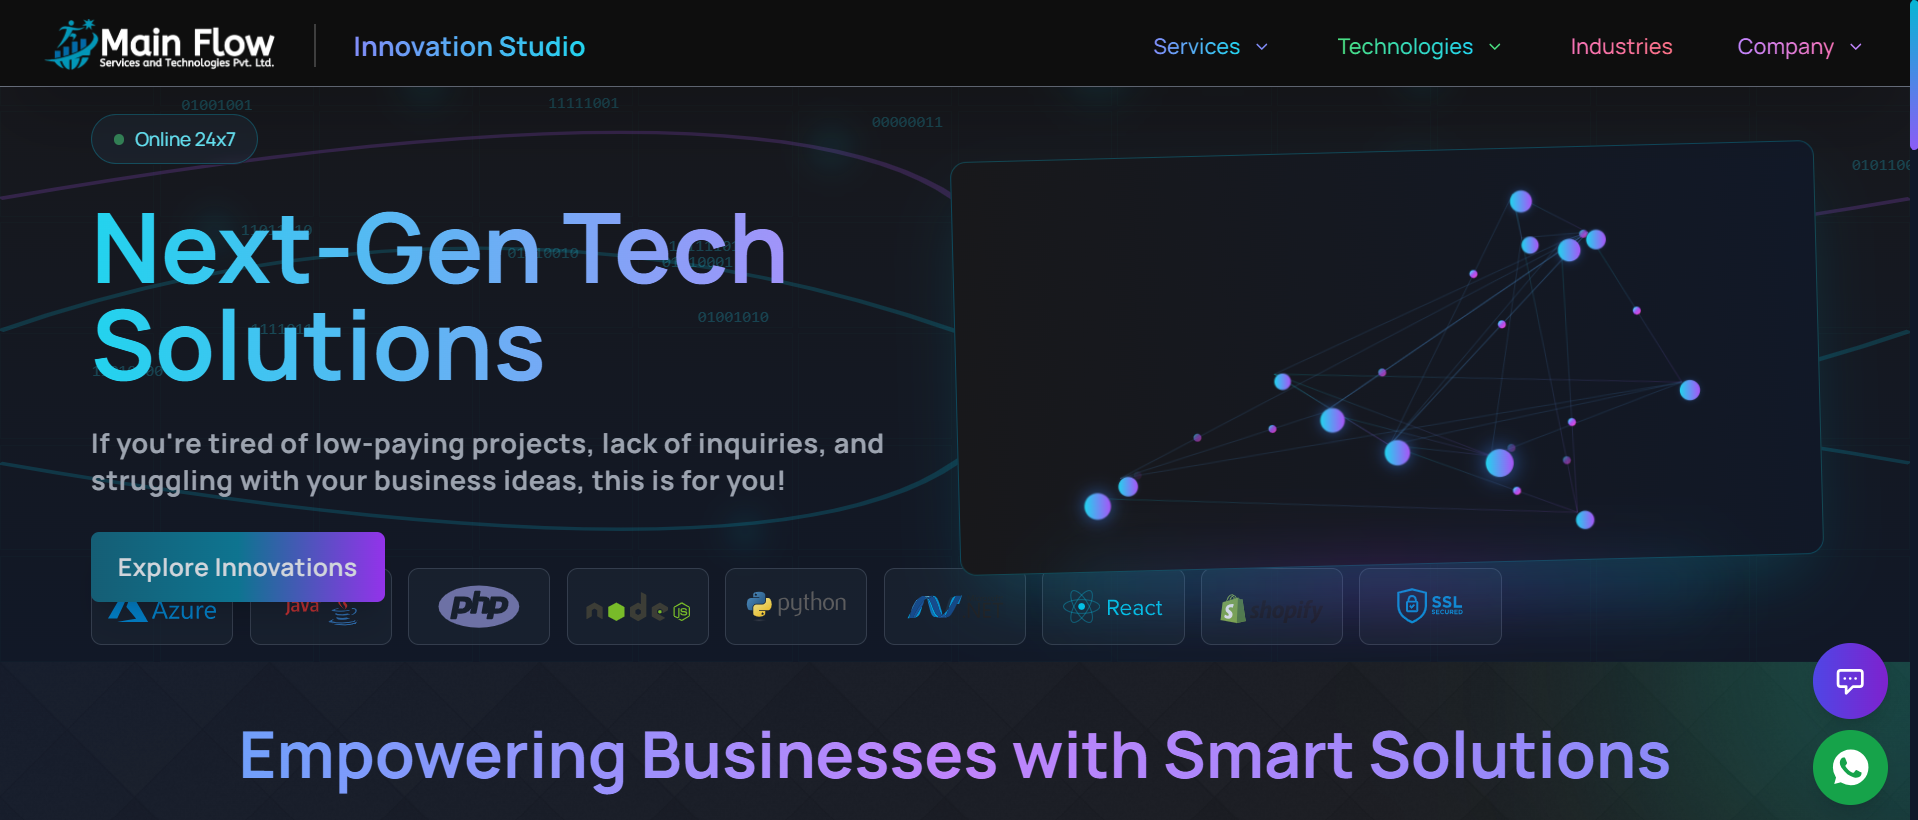 Main Flow
Services and Technologies Pvt. Ltd.
Innovation Studio
Services
Technologies
Industries
Company
01001001
11111001
00000011
Online 24x7
Next-Gen Tech
Solutions
01001010
If you're tired of low-paying projects, lack of inquiries, and
struggling with your business ideas, this is for you!
Explore Innovations
Azure
java
php
node
JS
python
React
shopify
SSL
SECURED
Empowering Businesses with Smart Solutions